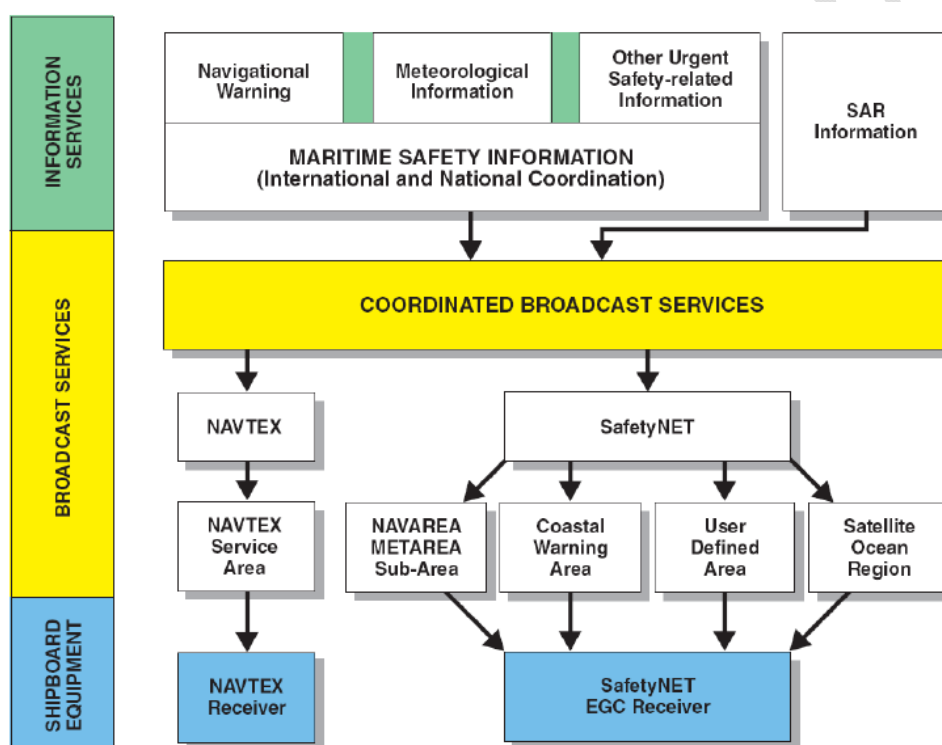 INFORMATION
SERVICES
Navigational
Warning
Meteorological
Information
Other Urgent
Safety-related
Information
SAR
Information
MARITIME SAFETY INFORMATION
(International and National Coordination)
BROADCAST SERVICES
COORDINATED BROADCAST SERVICES
NAVTEX
SafetyNET
NAVTEX
Service
Area
NAVAREA
METAREA
Sub-Area
Coastal
Warning
Area
User
Defined
Area
Satellite
Ocean
Region
SHIPBOARD
EQUIPMENT
NAVTEX
Receiver
SafetyNET
EGC Receiver